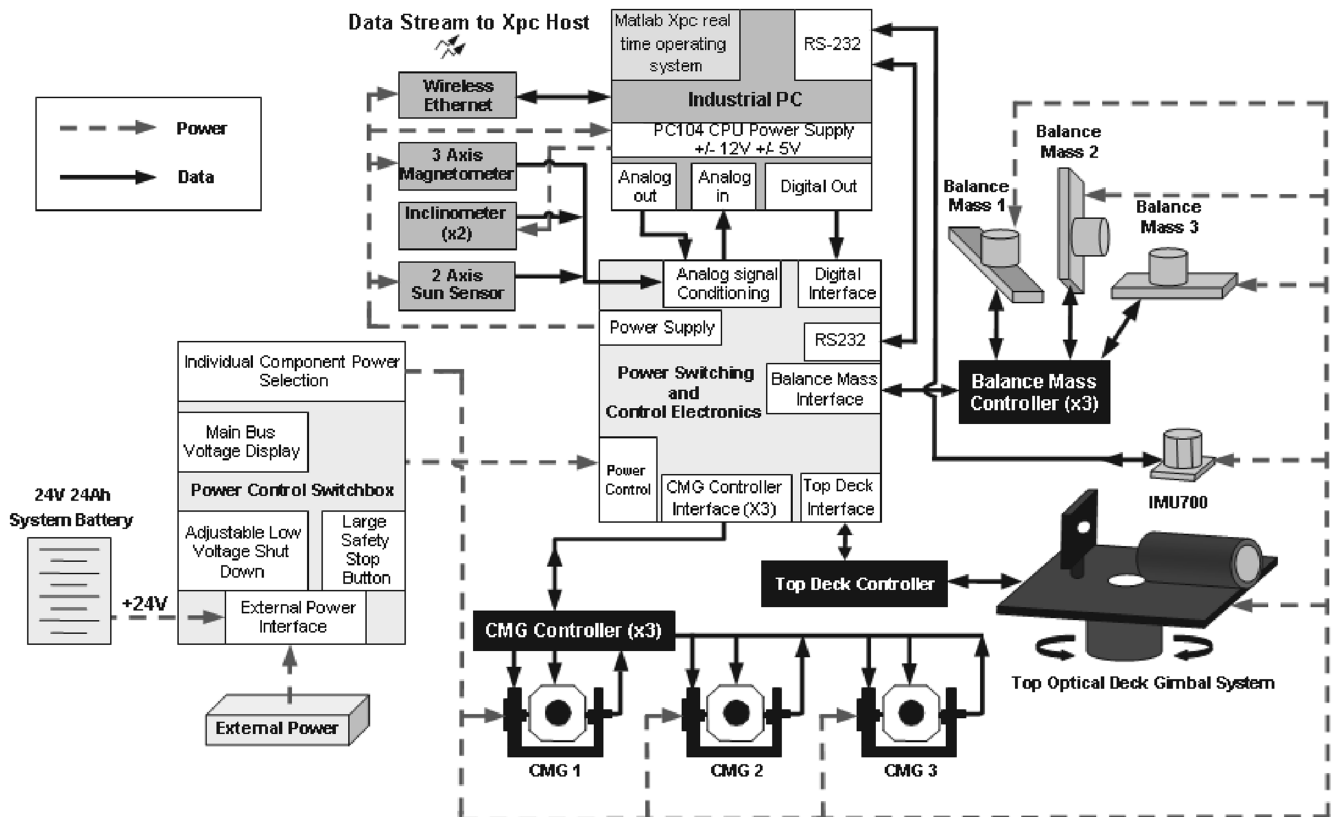 Data Stream to Xpc Host
Power
Data
Wireless
Ethernet
3 Axis
Magnetometer
Inclinometer
(x2)
2 Axis
Sun Sensor
Matlab Xpc real
time operating
system
RS-232
Industrial PC
PC104 CPU Power Supply
+/- 12V +/- 5V
Analog
out
Analog
in
Digital Out
Analog signal
Conditioning
Digital
Interface
Power Supply
RS232
Power Switching
and
Control Electronics
Balance Mass
Interface
Power
Control
CMG Controller
Interface (X3)
Top Deck
Interface
Balance
Mass 1
Balance
Mass 2
Balance
Mass 3
Balance Mass
Controller (x3)
IMU700
Individual Component Power
Selection
Main Bus
Voltage Display
Power Control Switchbox
Adjustable Low
Voltage Shut
Down
Large
Safety
Stop
Button
External Power
Interface
24V 24Ah
System Battery
+24V
External Power
Top Deck Controller
CMG Controller (x3)
Top Optical Deck Gimbal System
CMG 1
CMG 2
CMG 3